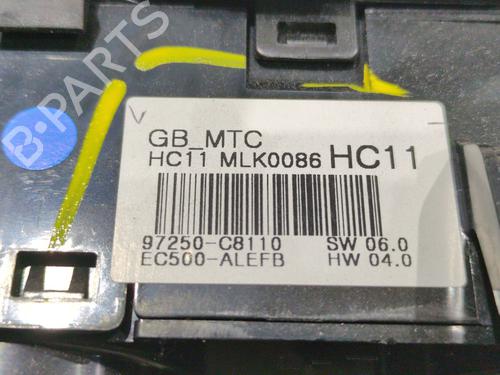 B-PARTS
V
GB_MTC
HC11 MLK0086 HC11
97250-C8110 SW 06.0
EC500-ALEFB HW 04.0